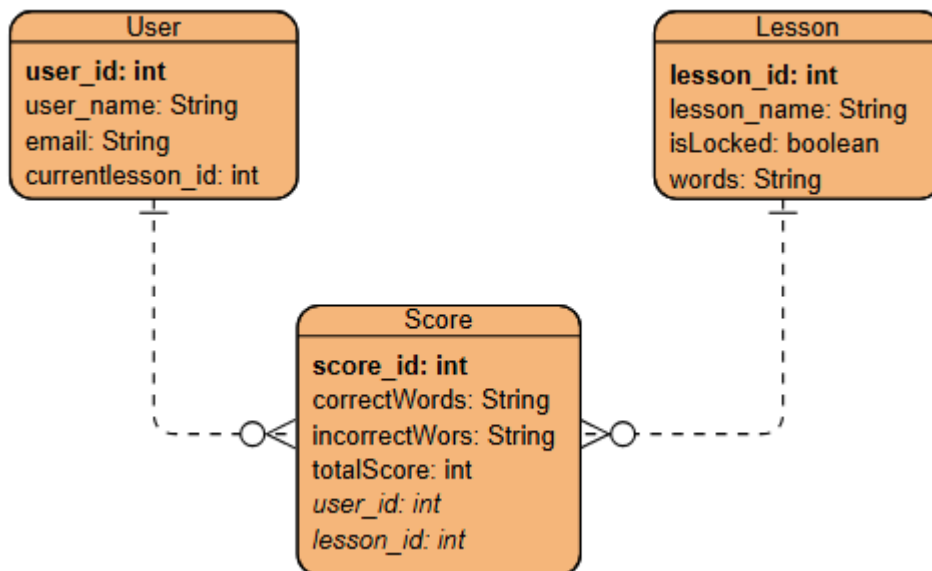 User
user_id: int
user_name: String
email: String
currentlesson_id: int
Lesson
lesson_id: int
lesson_name: String
isLocked: boolean
words: String
Score
score_id: int
correctWords: String
incorrectWors: String
totalScore: int
user_id: int
lesson_id: int